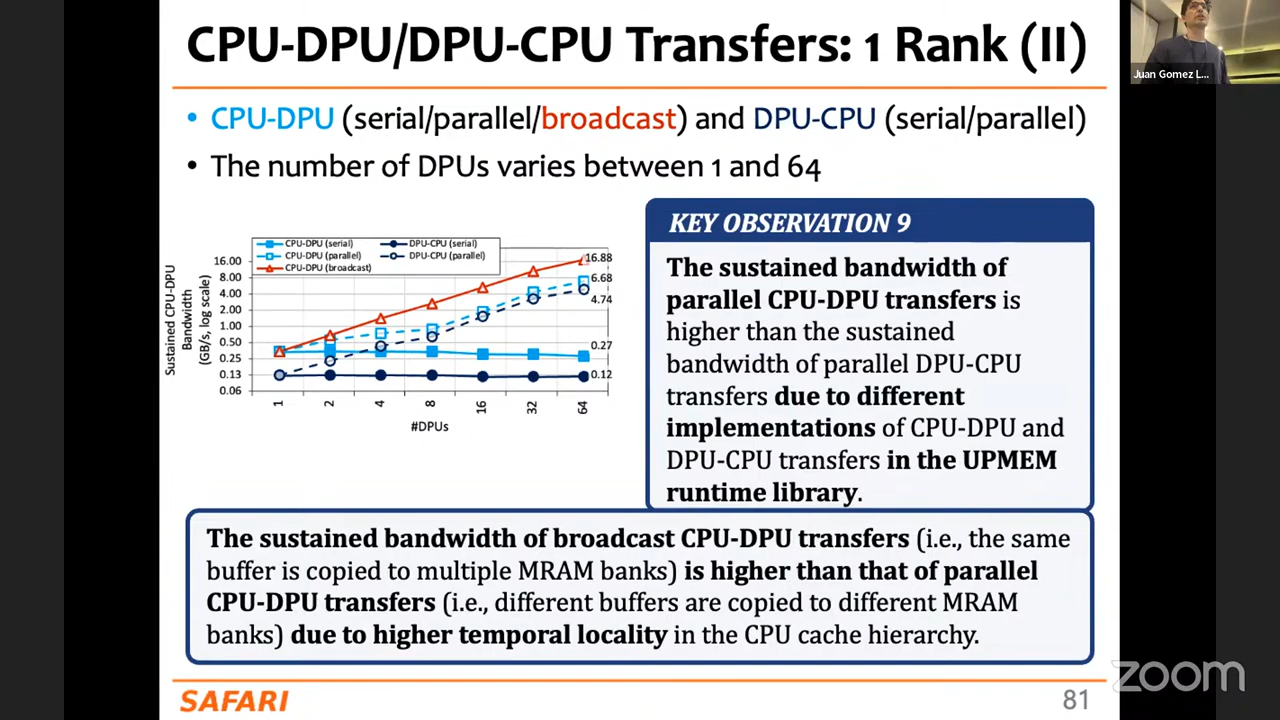 CPU-DPU/DPU-CPU Transfers: 1 Rank (II)
Juan Gomez L...
• CPU-DPU (serial/parallel/broadcast) and DPU-CPU (serial/parallel)
• The number of DPUs varies between 1 and 64
CPU-DPU (serial)
DPU-CPU (serial)
CPU-DPU (parallel)
DPU-CPU (parallel)
CPU-DPU (broadcast)
Sustained CPU-DPU
Bandwidth
(GB/s, log scale)
16.00
8.00
4.00
2.00
1.00
0.50
0.25
0.13
0.06
16.88
6.68
4.74
0.27
0.12
1
2
4
8
16
32
64
#DPUs
KEY OBSERVATION 9
The sustained bandwidth of
parallel CPU-DPU transfers is
higher than the sustained
bandwidth of parallel DPU-CPU
transfers due to different
implementations of CPU-DPU and
DPU-CPU transfers in the UPMEM
runtime library.
The sustained bandwidth of broadcast CPU-DPU transfers (i.e., the same
buffer is copied to multiple MRAM banks) is higher than that of parallel
CPU-DPU transfers (i.e., different buffers are copied to different MRAM
banks) due to higher temporal locality in the CPU cache hierarchy.
SAFARI
81
zoom